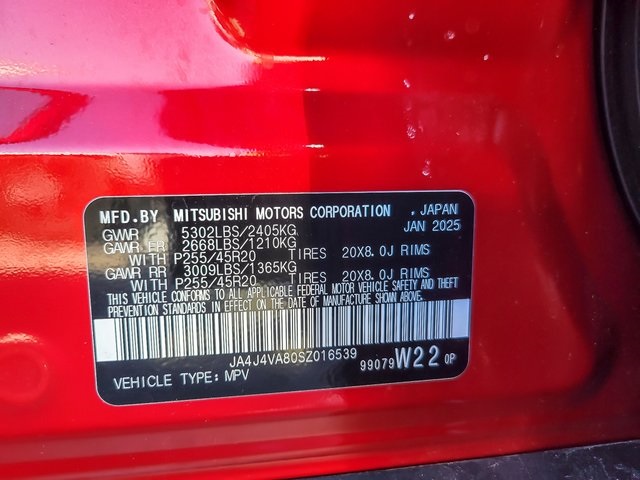 MFD.BY MITSUBISHI MOTORS CORPORATION , JAPAN
GVWR 5302LBS/2405KG JAN 2025
GAWR FR 2668LBS/1210KG
WITH P255/45R20 TIRES 20X8.0J RIMS
GAWR RR 3009LBS/1365KG
WITH P255/45R20 TIRES 20X8.0J RIMS
THIS VEHICLE CONFORMS TO ALL APPLICABLE FEDERAL MOTOR VEHICLE SAFETY AND THEFT
PREVENTION STANDARDS IN EFFECT ON THE DATE OF MANUFACTURE SHOWN ABOVE.
JA4J4VA80SZ016539
99079 W22 0P
VEHICLE TYPE: MPV